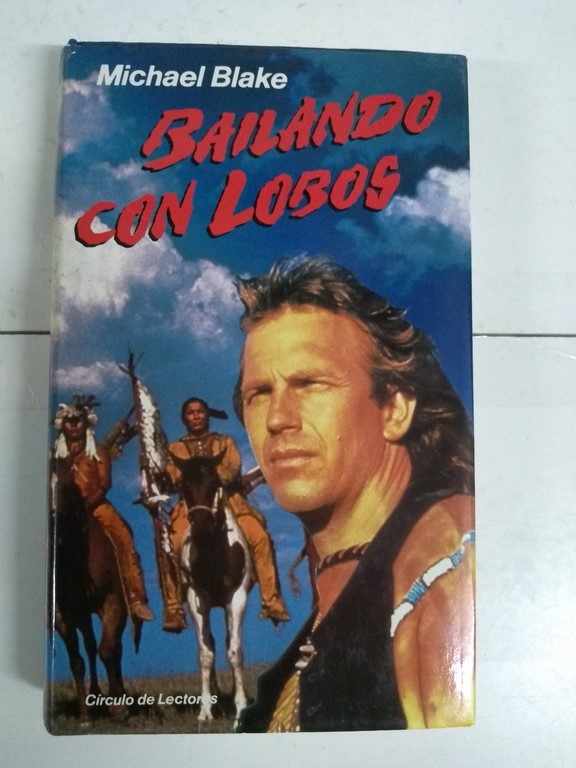 Michael Blake
BAILANDO
CON LOBOS
Círculo de Lectores